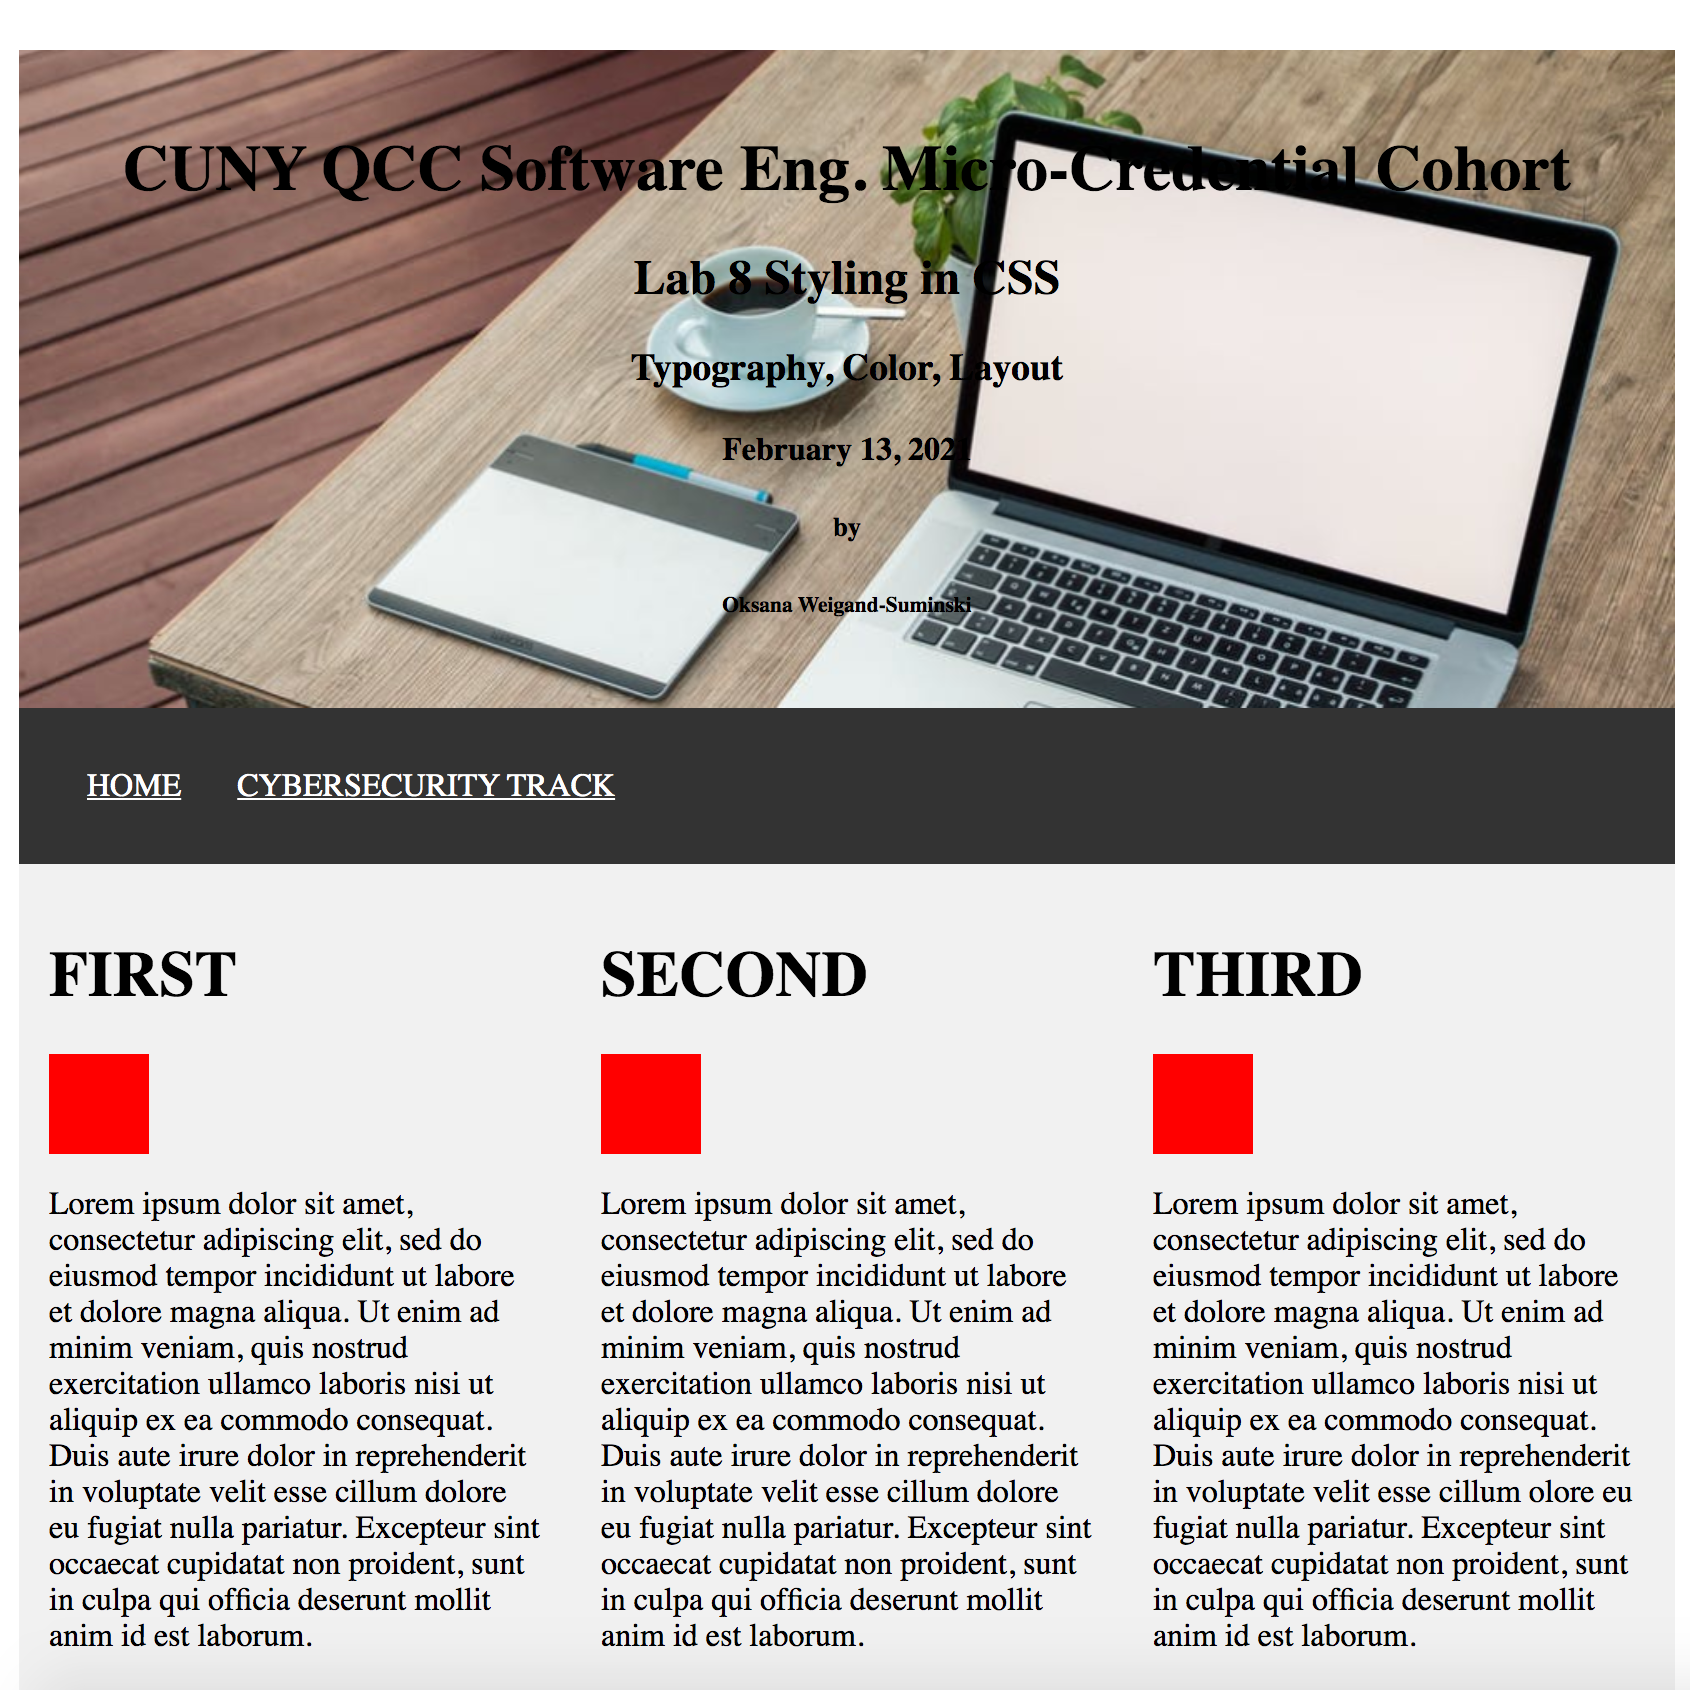 CUNY QCC Software Eng. Micro-Credential Cohort
Lab 8 Styling in CSS
Typography, Color, Layout
February 13, 2021
by
Oksana Weigand-Suminski
HOME CYBERSECURITY TRACK
FIRST
Lorem ipsum dolor sit amet,
consectetur adipiscing elit, sed do
eiusmod tempor incididunt ut labore
et dolore magna aliqua. Ut enim ad
minim veniam, quis nostrud
exercitation ullamco laboris nisi ut
aliquip ex ea commodo consequat.
Duis aute irure dolor in reprehenderit
in voluptate velit esse cillum dolore
eu fugiat nulla pariatur. Excepteur sint
occaecat cupidatat non proident, sunt
in culpa qui officia deserunt mollit
anim id est laborum.
SECOND
Lorem ipsum dolor sit amet,
consectetur adipiscing elit, sed do
eiusmod tempor incididunt ut labore
et dolore magna aliqua. Ut enim ad
minim veniam, quis nostrud
exercitation ullamco laboris nisi ut
aliquip ex ea commodo consequat.
Duis aute irure dolor in reprehenderit
in voluptate velit esse cillum dolore
eu fugiat nulla pariatur. Excepteur sint
occaecat cupidatat non proident, sunt
in culpa qui officia deserunt mollit
anim id est laborum.
THIRD
Lorem ipsum dolor sit amet,
consectetur adipiscing elit, sed do
eiusmod tempor incididunt ut labore
et dolore magna aliqua. Ut enim ad
minim veniam, quis nostrud
exercitation ullamco laboris nisi ut
aliquip ex ea commodo consequat.
Duis aute irure dolor in reprehenderit
in voluptate velit esse cillum olore eu
fugiat nulla pariatur. Excepteur sint
occaecat cupidatat non proident, sunt
in culpa qui officia deserunt mollit
anim id est laborum.